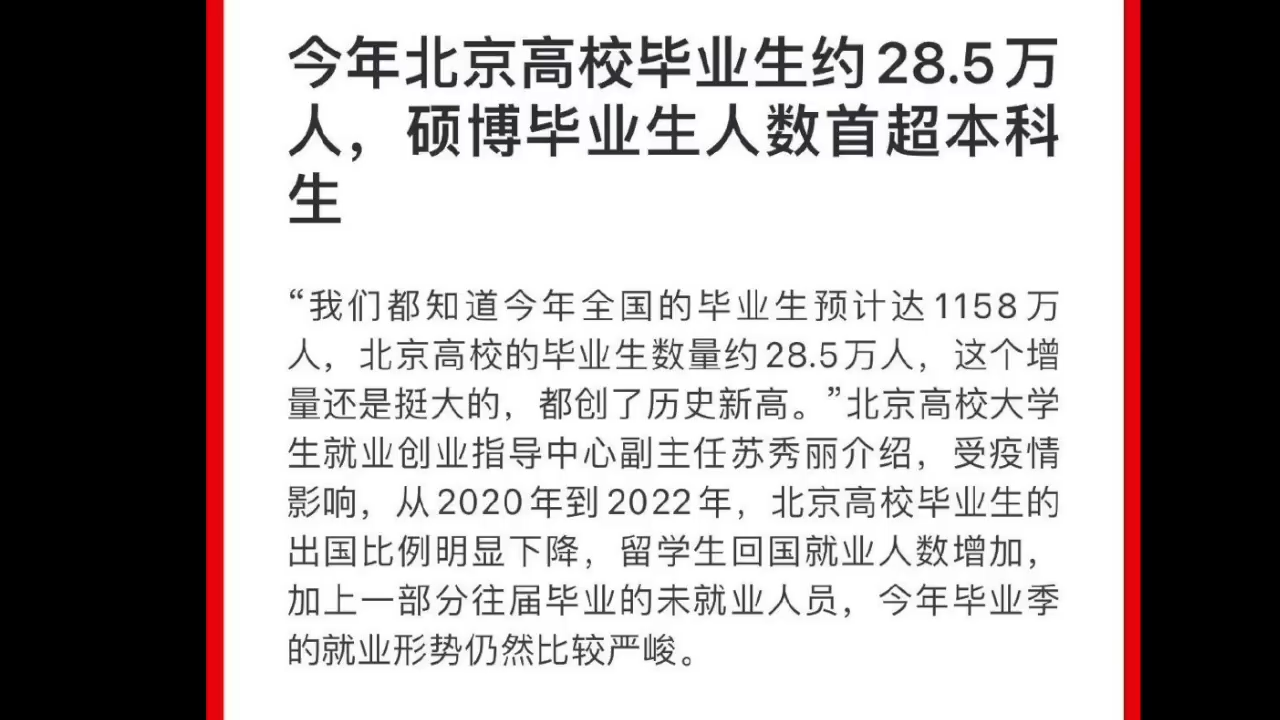 今年北京高校毕业生约28.5万
人，硕博毕业生人数首超本科
生
“我们都知道今年全国的毕业生预计达1158万
人，北京高校的毕业生数量约28.5万人，这个增
量还是挺大的，都创了历史新高。”北京高校大学
生就业创业指导中心副主任苏秀丽介绍，受疫情
影响，从2020年到2022年，北京高校毕业生的
出国比例明显下降，留学生回国就业人数增加，
加上一部分往届毕业的未就业人员，今年毕业季
的就业形势仍然比较严峻。